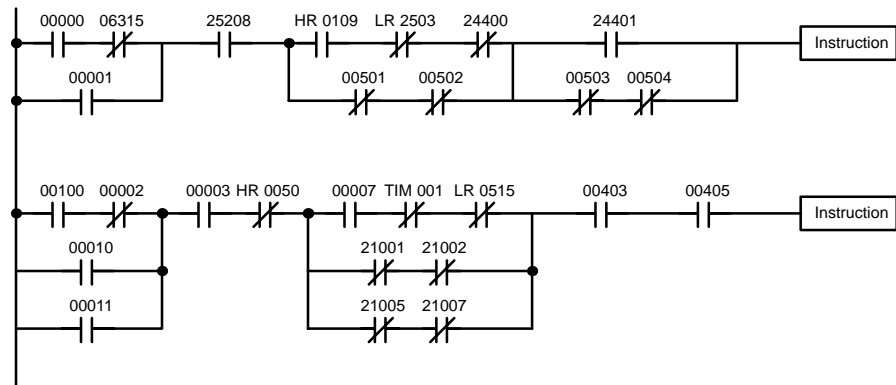 00000 06315 25208 HR 0109 LR 2503 24400 24401
Instruction
00001 00501 00502 00503 00504
00100 00002 00003 HR 0050 00007 TIM 001 LR 0515 00403 00405
Instruction
00010 21001 21002
00011 21005 21007